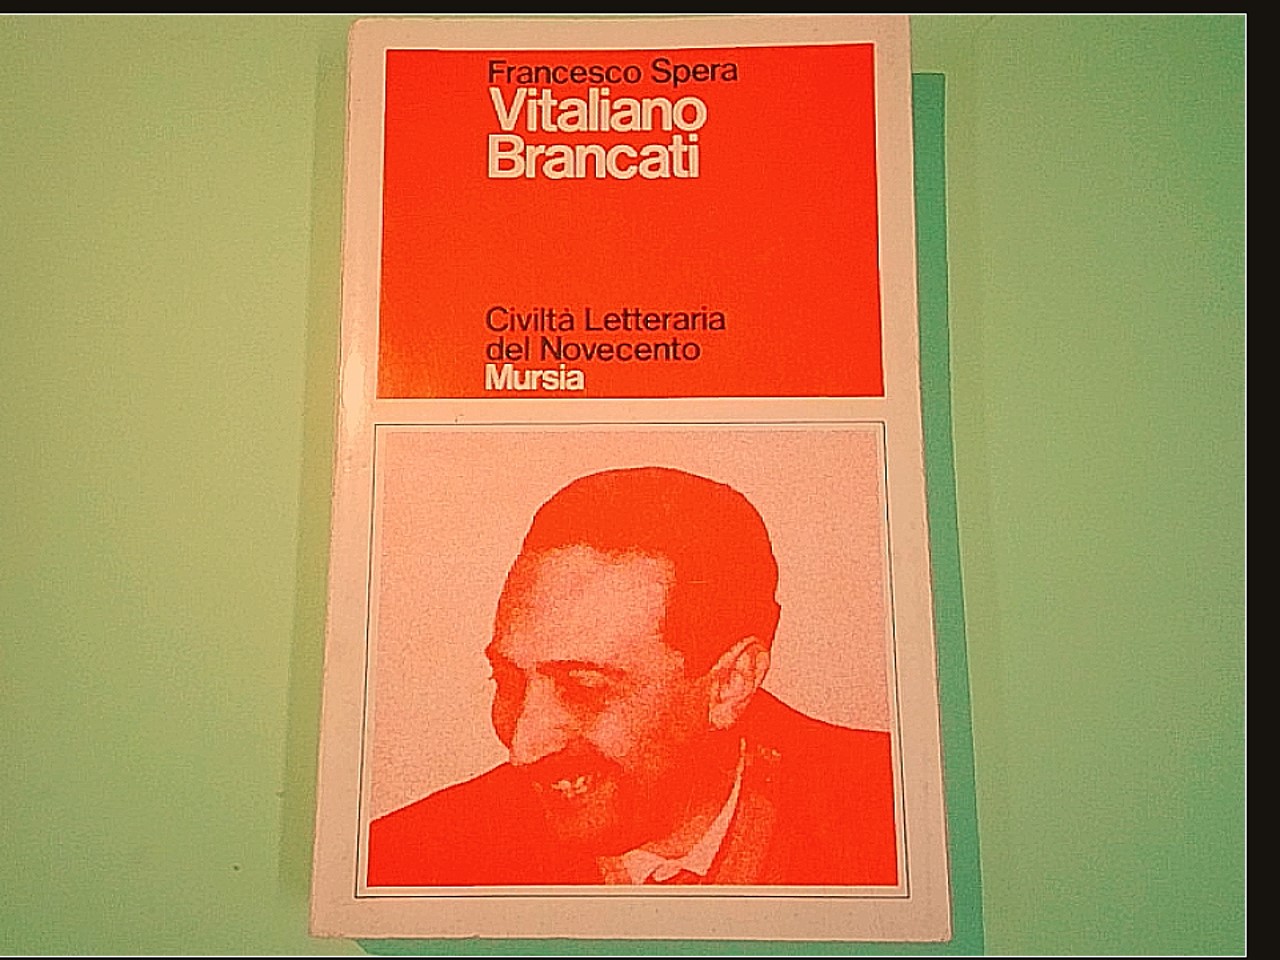 Francesco Spera
Vitaliano
Brancati
Civiltà Letteraria
del Novecento
Mursia